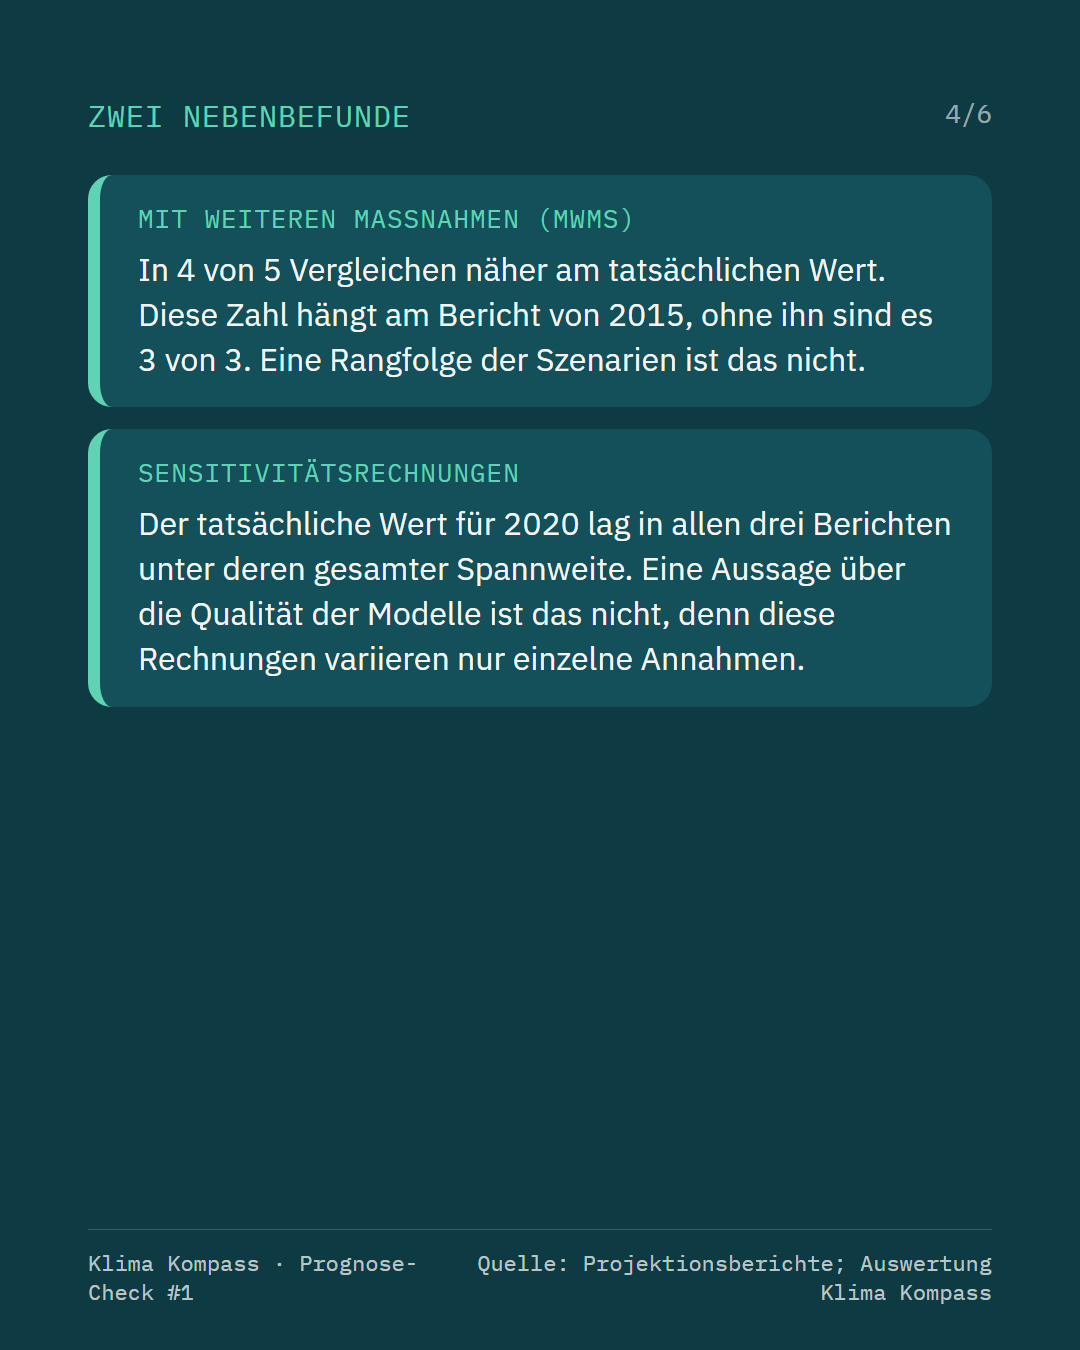 ZWEI NEBENBEFUNDE
4/6
MIT WEITEREN MASSNAHMEN (MWMS)
In 4 von 5 Vergleichen näher am tatsächlichen Wert.
Diese Zahl hängt am Bericht von 2015, ohne ihn sind es
3 von 3. Eine Rangfolge der Szenarien ist das nicht.
SENSITIVITÄTSRECHNUNGEN
Der tatsächliche Wert für 2020 lag in allen drei Berichten
unter deren gesamter Spannweite. Eine Aussage über
die Qualität der Modelle ist das nicht, denn diese
Rechnungen variieren nur einzelne Annahmen.
Klima Kompass · Prognose-
Check #1
Quelle: Projektionsberichte; Auswertung
Klima Kompass